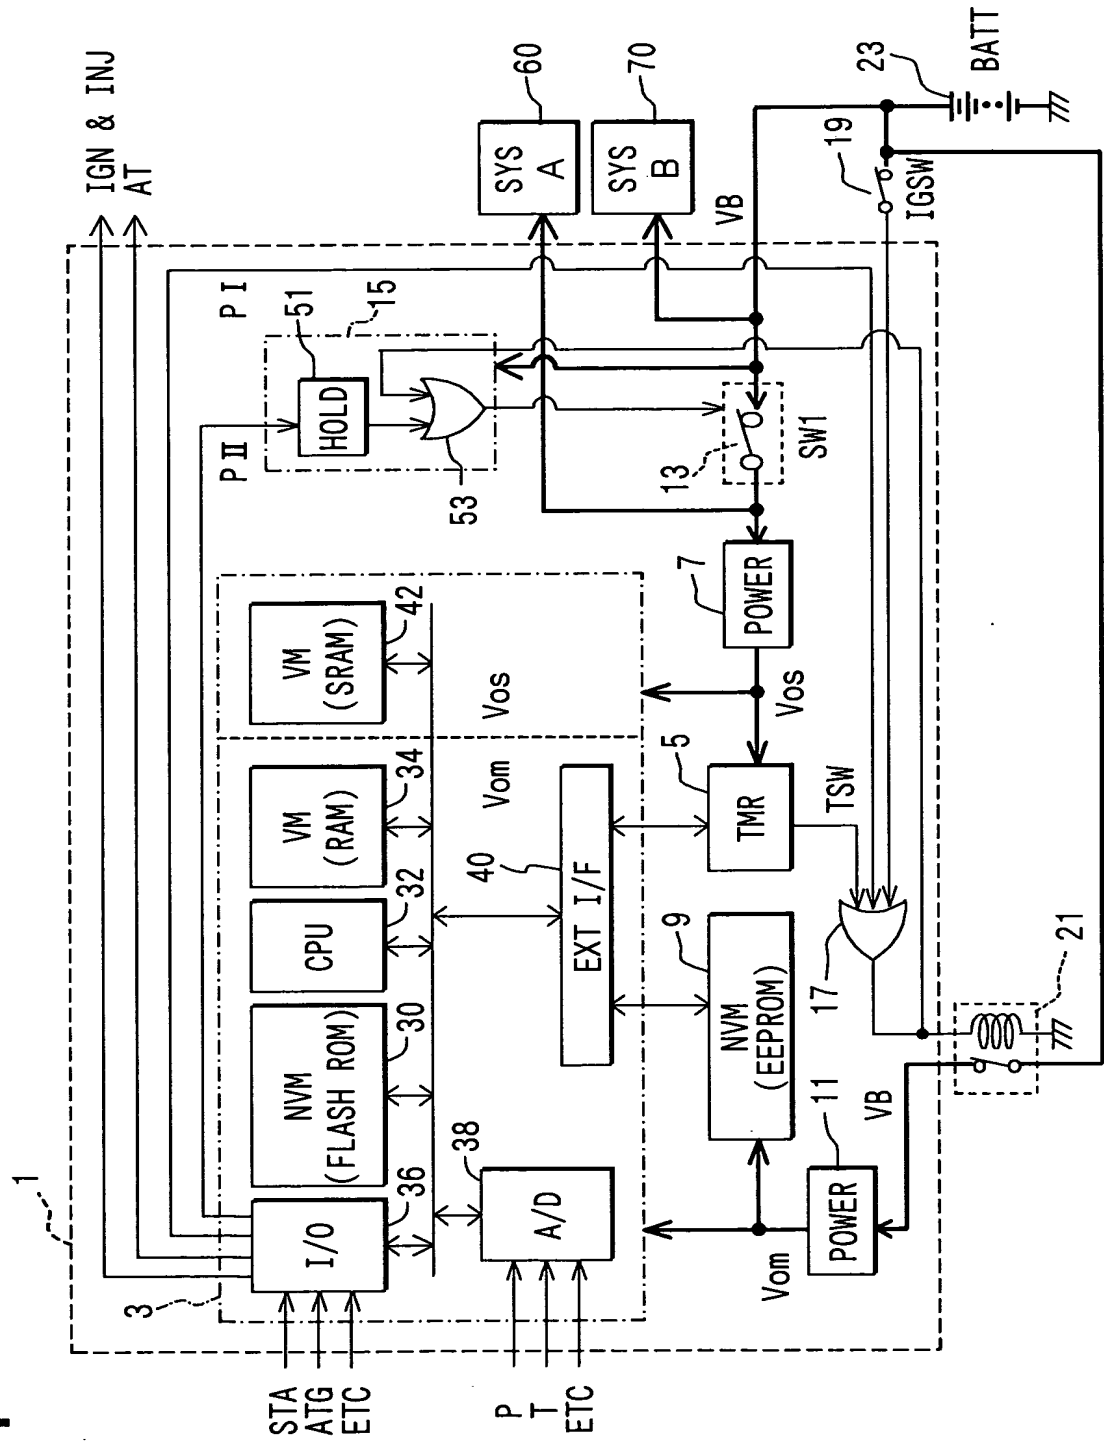 1
3
STA
ATG
ETC
P
T
ETC
IGN & INJ
AT
P I
P II
51
15
HOLD
53
SYS
A
60
SYS
B
70
I/O
36
NVM
(FLASH ROM)
30
CPU
32
VM
(RAM)
34
VM
(SRAM)
42
A/D
38
EXT I/F
40
Vom
Vos
NVM
(EEPROM)
9
TMR
5
TSW
Vos
POWER
7
13
SW1
VB
Vom
POWER
11
VB
17
21
19
IGSW
23
BATT